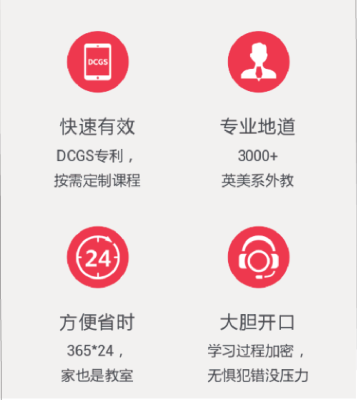 DCGS
快速有效
DCGS专利，
按需定制课程
专业地道
3000+
英美系外教
24
方便省时
365*24，
家也是教室
大胆开口
学习过程加密，
无惧犯错没压力